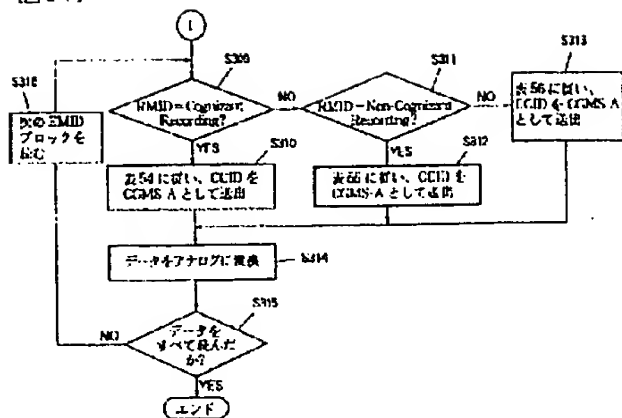 1
S309
S311
S313
S316
RMID=Cognizant
Recording?
NO
RMID=Non-Cognizant
Recording?
NO
表56に従い、
CCIDをCGMS-A
として送出
次のEMID
ブロックを
読む
YES
S310
YES
S312
表54に従い、CCIDを
CGMS-Aとして送出
表55に従い、CCIDを
CGMS-Aとして送出
データをアナログに変換
S314
S315
NO
データを
すべて読んだ
か?
YES
エンド